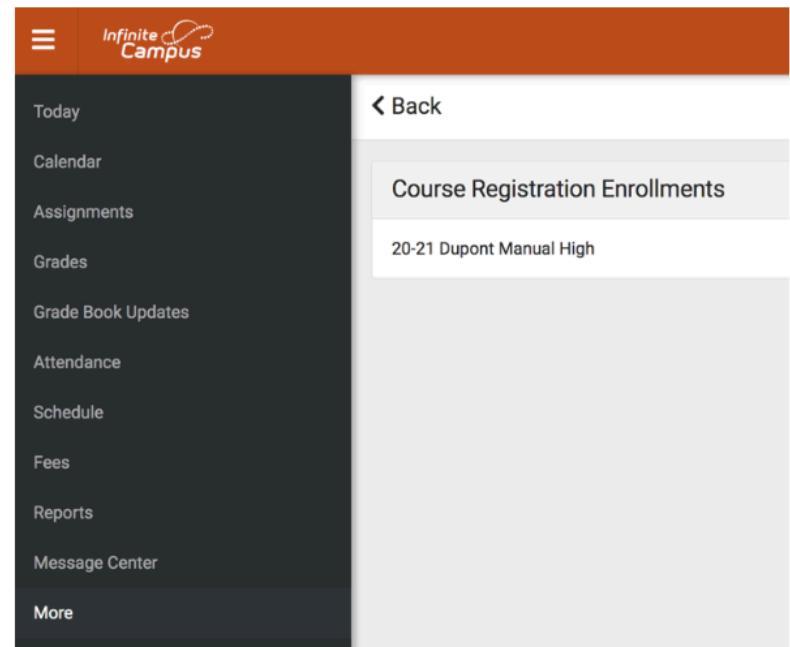 Infinite
Campus
Today
Calendar
Assignments
Grades
Grade Book Updates
Attendance
Schedule
Fees
Reports
Message Center
More
Back
Course Registration Enrollments
20-21 Dupont Manual High